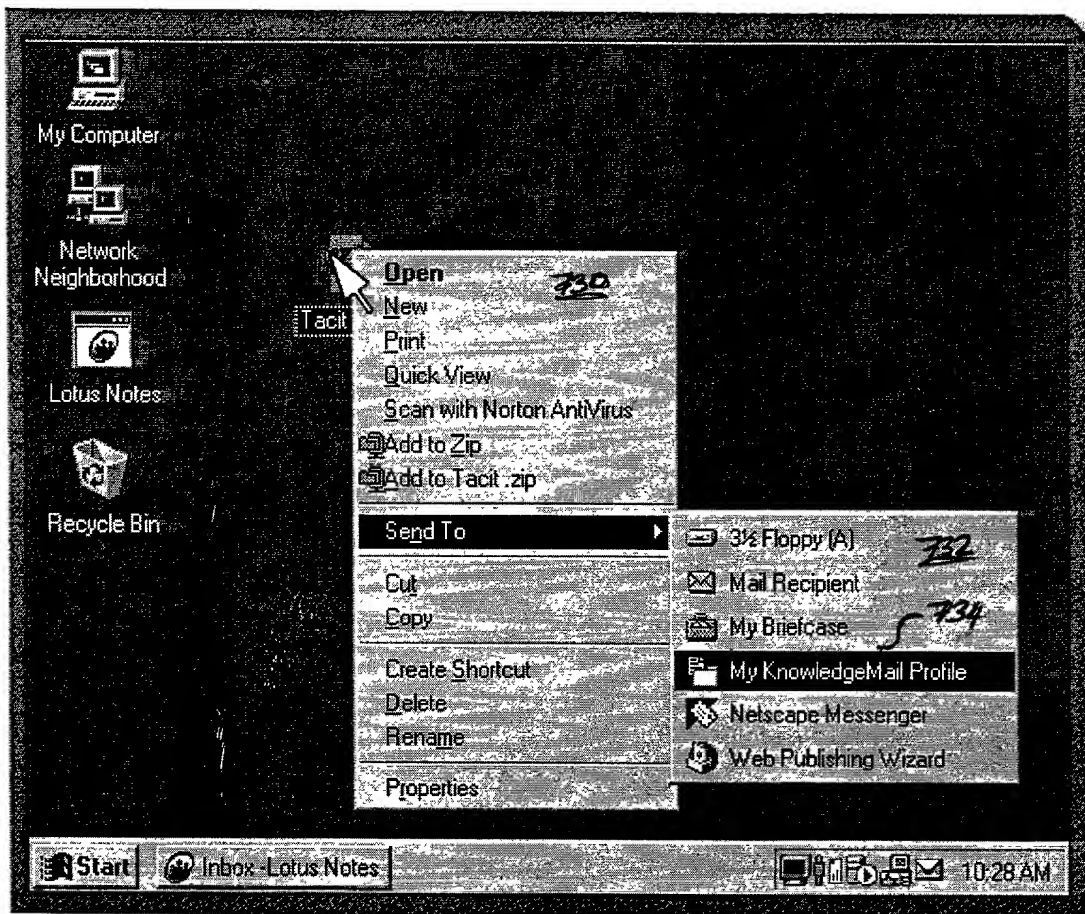 My Computer
Network
Neighborhood
Lotus Notes
Recycle Bin
Tacit
Open
730
New
Print
Quick View
Scan with Norton AntiVirus
Add to Zip
Add to Tacit .zip
Send To
Cut
Copy
Create Shortcut
Delete
Rename
Properties
3½ Floppy (A)
732
Mail Recipient
734
My Briefcase
My KnowledgeMail Profile
Netscape Messenger
Web Publishing Wizard
Start
Inbox -Lotus Notes
10:28 AM